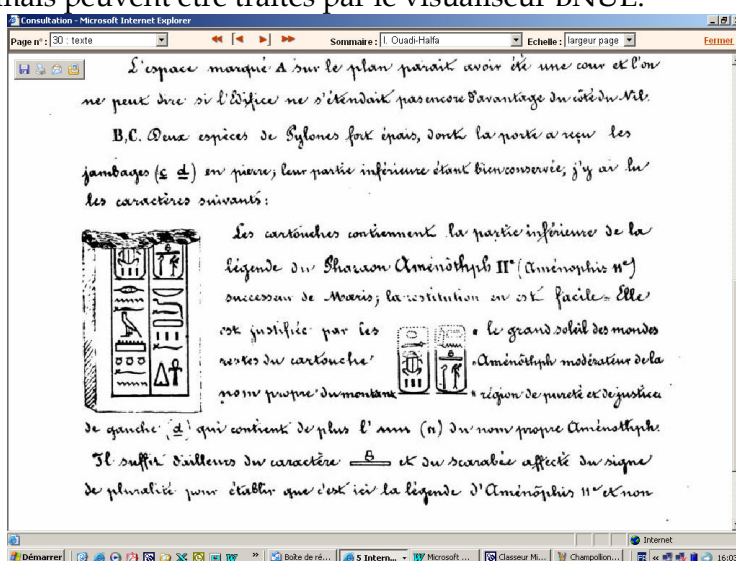 mais peuvent être traités par le visualiseur BNUE.
Consultation - Microsoft Internet Explorer
Page n° : 30 : texte Sommaire : I. Ouadi-Halfa Echelle : largeur page Fermer
L'espace marqué A sur le plan paraît avoir été une cour et l'on
ne peut dire si l'Edifice ne s'étendait pas encore davantage du côté du Nil.
B,C. Deux espèces de Pylones fort épais, dont la porte a reçu les
jambages (c d) en pierre; leur partie inférieure étant bien conservée, j'y ai lu
les caractères suivants :
Les cartouches contiennent la partie inférieure de la
légende du Pharaon Aménôthph IIe (Aménophis IIe)
successeur de Mœris; la restitution en est facile = Elle
est justifiée par les " le grand soleil des mondes
restes du cartouche " Aménôthph modérateur de la
nom propre du montant " région de pureté et de justice
de gauche (d) qui contient de plus l' (n) du nom propre Aménôthph.
Il suffit d'ailleurs du caractère et du scarabée affecté du signe
de pluralité pour établir que c'est ici la légende d'Aménôphis IIe et non
Internet
Démarrer » Boîte de ré... 5 Intern... Microsoft ... Classeur Mi... Champollion... « 16:03